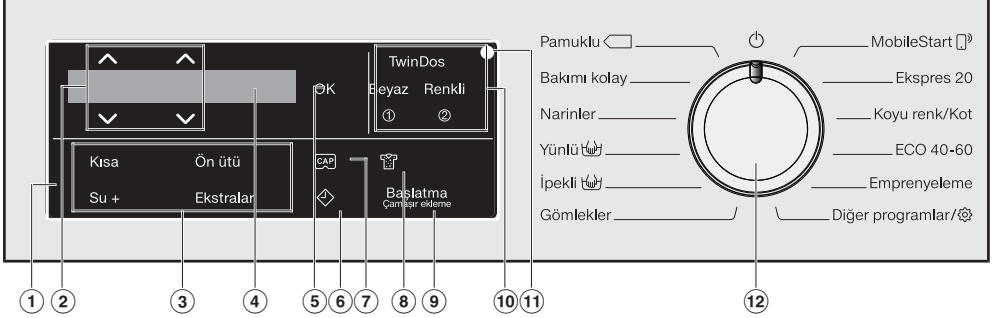 TwinDos
OK Beyaz Renkli
① ②
Kısa Ön ütü CAP
Su + Ekstralar Başlatma
Çamaşır ekleme
Pamuklu
Bakımı kolay
Narinler
Yünlü
İpekli
Gömlekler
MobileStart
Ekspres 20
Koyu renk/Kot
ECO 40-60
Emprenyeleme
Diğer programlar/
① ② ③ ④ ⑤ ⑥ ⑦ ⑧ ⑨ ⑩ ⑪ ⑫